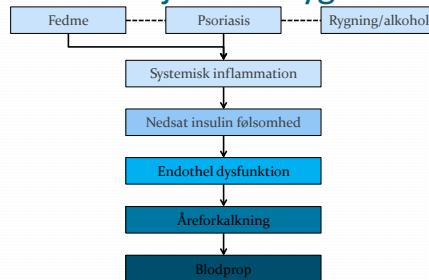 Fedme
Psoriasis
Rygning/alkohol
Systemisk inflammation
Nedsat insulin følsomhed
Endothel dysfunktion
Åreforkalkning
Blodprop